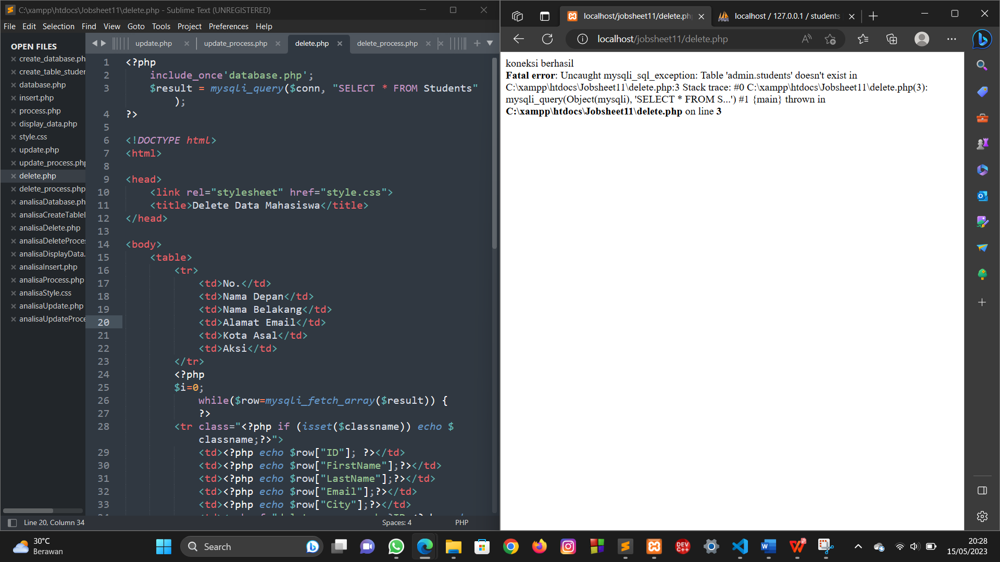 C:\xampp\htdocs\Jobsheet11\delete.php - Sublime Text (UNREGISTERED)
File Edit Selection Find View Goto Tools Project Preferences Help
OPEN FILES
create_database.ph
create_table_studer
database.php
insert.php
process.php
display_data.php
style.css
update.php
update_process.php
delete.php
delete_process.php
analisaDatabase.ph
analisaCreateTable
analisaDelete.php
analisaDeleteProce
analisaDisplayData.
analisaInsert.php
analisaProcess.php
analisaStyle.css
analisaUpdate.php
analisaUpdateProce
update.php update_process.php delete.php delete_process.php
1 <?php
2 include_once'database.php';
3 $result = mysqli_query($conn, "SELECT * FROM Students"
);
4 ?>
5
6 <!DOCTYPE html>
7 <html>
8
9 <head>
10 <link rel="stylesheet" href="style.css">
11 <title>Delete Data Mahasiswa</title>
12 </head>
13
14 <body>
15 <table>
16 <tr>
17 <td>No.</td>
18 <td>Nama Depan</td>
19 <td>Nama Belakang</td>
20 <td>Alamat Email</td>
21 <td>Kota Asal</td>
22 <td>Aksi</td>
23 </tr>
24 <?php
25 $i=0;
26 while($row=mysqli_fetch_array($result)) {
27 ?>
28 <tr class="<?php if (isset($classname)) echo $
classname;?>">
29 <td><?php echo $row["ID"]; ?></td>
30 <td><?php echo $row["FirstName"];?></td>
31 <td><?php echo $row["LastName"];?></td>
32 <td><?php echo $row["Email"];?></td>
33 <td><?php echo $row["City"];?></td>
Line 20, Column 34 Spaces: 4 PHP
localhost/jobsheet11/delete.ph localhost / 127.0.0.1 / students
localhost/jobsheet11/delete.php
koneksi berhasil
Fatal error: Uncaught mysqli_sql_exception: Table 'admin.students' doesn't exist in
C:\xampp\htdocs\Jobsheet11\delete.php:3 Stack trace: #0 C:\xampp\htdocs\Jobsheet11\delete.php(3):
mysqli_query(Object(mysqli), 'SELECT * FROM S...') #1 {main} thrown in
C:\xampp\htdocs\Jobsheet11\delete.php on line 3
30°C
Berawan
Search
DEV
C++
20:28
15/05/2023